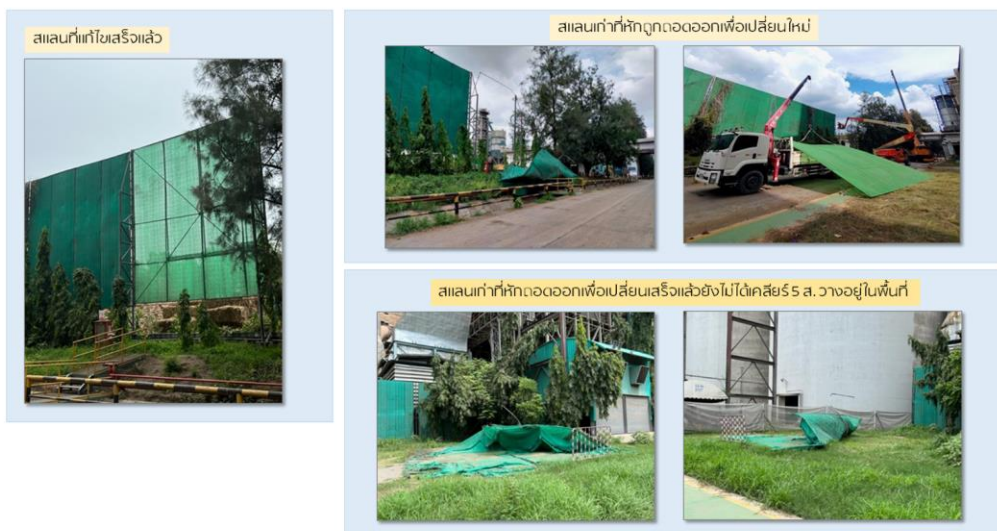 สแลนที่แก้ไขเสร็จแล้ว
สแลนเก่าที่หักถูกถอดออกเพื่อเปลี่ยนใหม่
สแลนเก่าที่หักถอดออกเพื่อเปลี่ยนเสร็จแล้วยังไม่ได้เคลียร์ 5 ส. วางอยู่ในพื้นที่